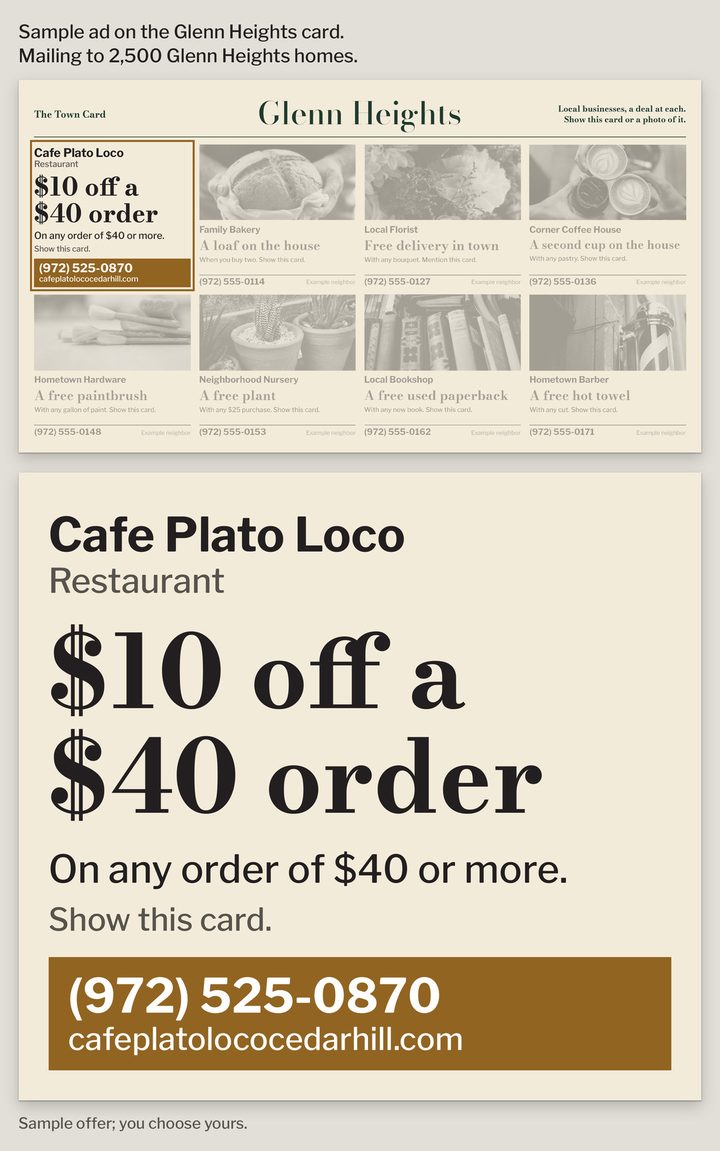 Sample ad on the Glenn Heights card.
Mailing to 2,500 Glenn Heights homes.
The Town Card
Glenn Heights
Local businesses, a deal at each.
Show this card or a photo of it.
Cafe Plato Loco
Restaurant
$10 off a
$40 order
On any order of $40 or more.
Show this card.
(972) 525-0870
cafeplatolococedarhill.com
Family Bakery
A loaf on the house
When you buy two. Show this card.
(972) 555-0114 Example neighbor
Local Florist
Free delivery in town
With any bouquet. Mention this card.
(972) 555-0127 Example neighbor
Corner Coffee House
A second cup on the house
With any pastry. Show this card.
(972) 555-0136 Example neighbor
Hometown Hardware
A free paintbrush
With any gallon of paint. Show this card.
(972) 555-0148 Example neighbor
Neighborhood Nursery
A free plant
With any $25 purchase. Show this card.
(972) 555-0153 Example neighbor
Local Bookshop
A free used paperback
With any new book. Show this card.
(972) 555-0162 Example neighbor
Hometown Barber
A free hot towel
With any cut. Show this card.
(972) 555-0171 Example neighbor
Cafe Plato Loco
Restaurant
$10 off a
$40 order
On any order of $40 or more.
Show this card.
(972) 525-0870
cafeplatolococedarhill.com
Sample offer; you choose yours.